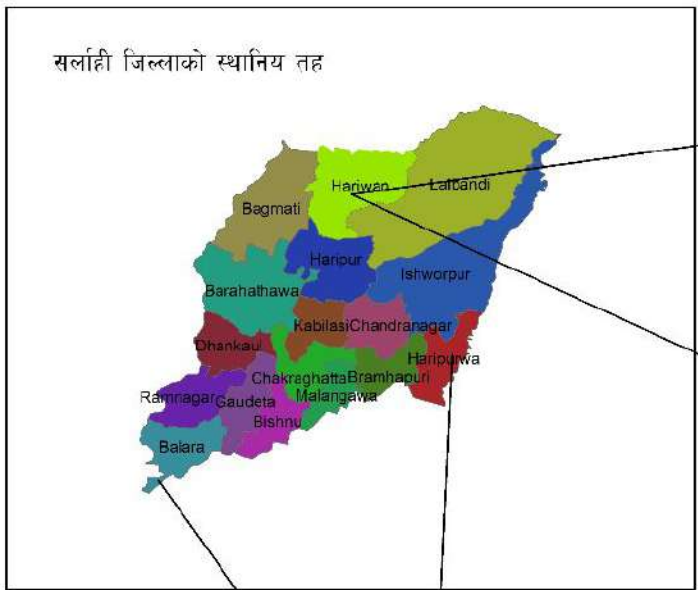 सर्लाही जिल्लाको स्थानिय तह
Hariwan
Lalbandi
Bagmati
Haripur
Ishworpur
Barahathawa
Kabilasi
Chandranagar
Dhankaul
Haripurwa
Chakraghatta
Bramhapuri
Ramnagar
Gaudeta
Malangawa
Bishnu
Balara